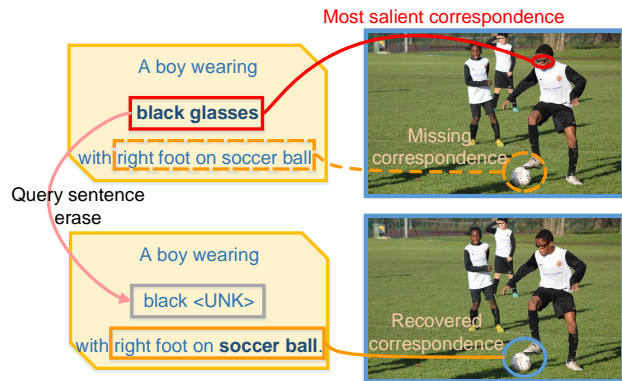 Most salient correspondence
A boy wearing
black glasses
with right foot on soccer ball
Missing
correspondence
Query sentence
erase
A boy wearing
black <UNK>
with right foot on soccer ball.
Recovered
correspondence